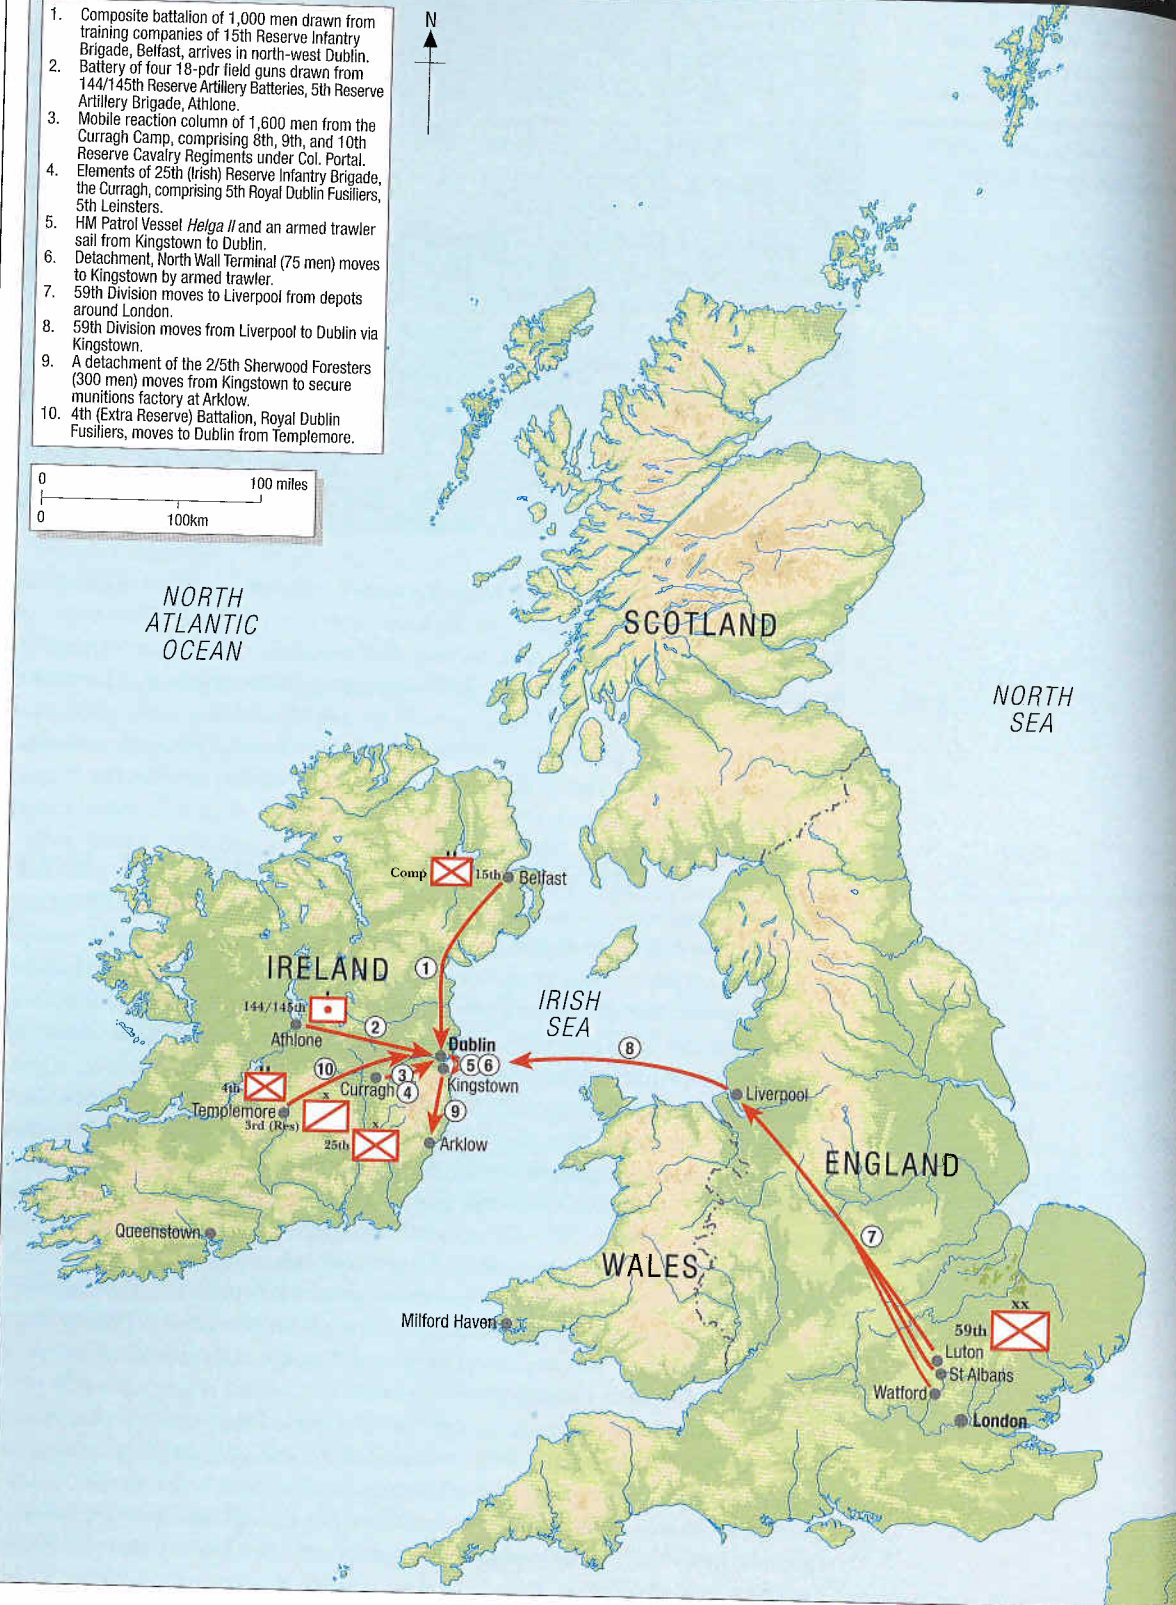 1. Composite battalion of 1,000 men drawn from
training companies of 15th Reserve Infantry
Brigade, Belfast, arrives in north-west Dublin.
2. Battery of four 18-pdr field guns drawn from
144/145th Reserve Artillery Batteries, 5th Reserve
Artillery Brigade, Athlone.
3. Mobile reaction column of 1,600 men from the
Curragh Camp, comprising 8th, 9th, and 10th
Reserve Cavalry Regiments under Col. Portal.
4. Elements of 25th (Irish) Reserve Infantry Brigade,
the Curragh, comprising 5th Royal Dublin Fusiliers,
5th Leinsters.
5. HM Patrol Vessel Helga II and an armed trawler
sail from Kingstown to Dublin.
6. Detachment, North Wall Terminal (75 men) moves
to Kingstown by armed trawler.
7. 59th Division moves to Liverpool from depots
around London.
8. 59th Division moves from Liverpool to Dublin via
Kingstown.
9. A detachment of the 2/5th Sherwood Foresters
(300 men) moves from Kingstown to secure
munitions factory at Arklow.
10. 4th (Extra Reserve) Battalion, Royal Dublin
Fusiliers, moves to Dublin from Templemore.
N
0 100 miles
0 100km
NORTH
ATLANTIC
OCEAN
SCOTLAND
NORTH
SEA
Comp 15th Belfast
IRELAND
1
IRISH
SEA
144/145th
Athlone
2
Dublin
8
10
3
5 6
4th
Curragh
4
Kingstown
Liverpool
x
Templemore
9
3rd (Res)
x
25th
Arklow
ENGLAND
Queenstown
7
WALES
xx
Milford Haven
59th
Luton
St Albans
Watford
London